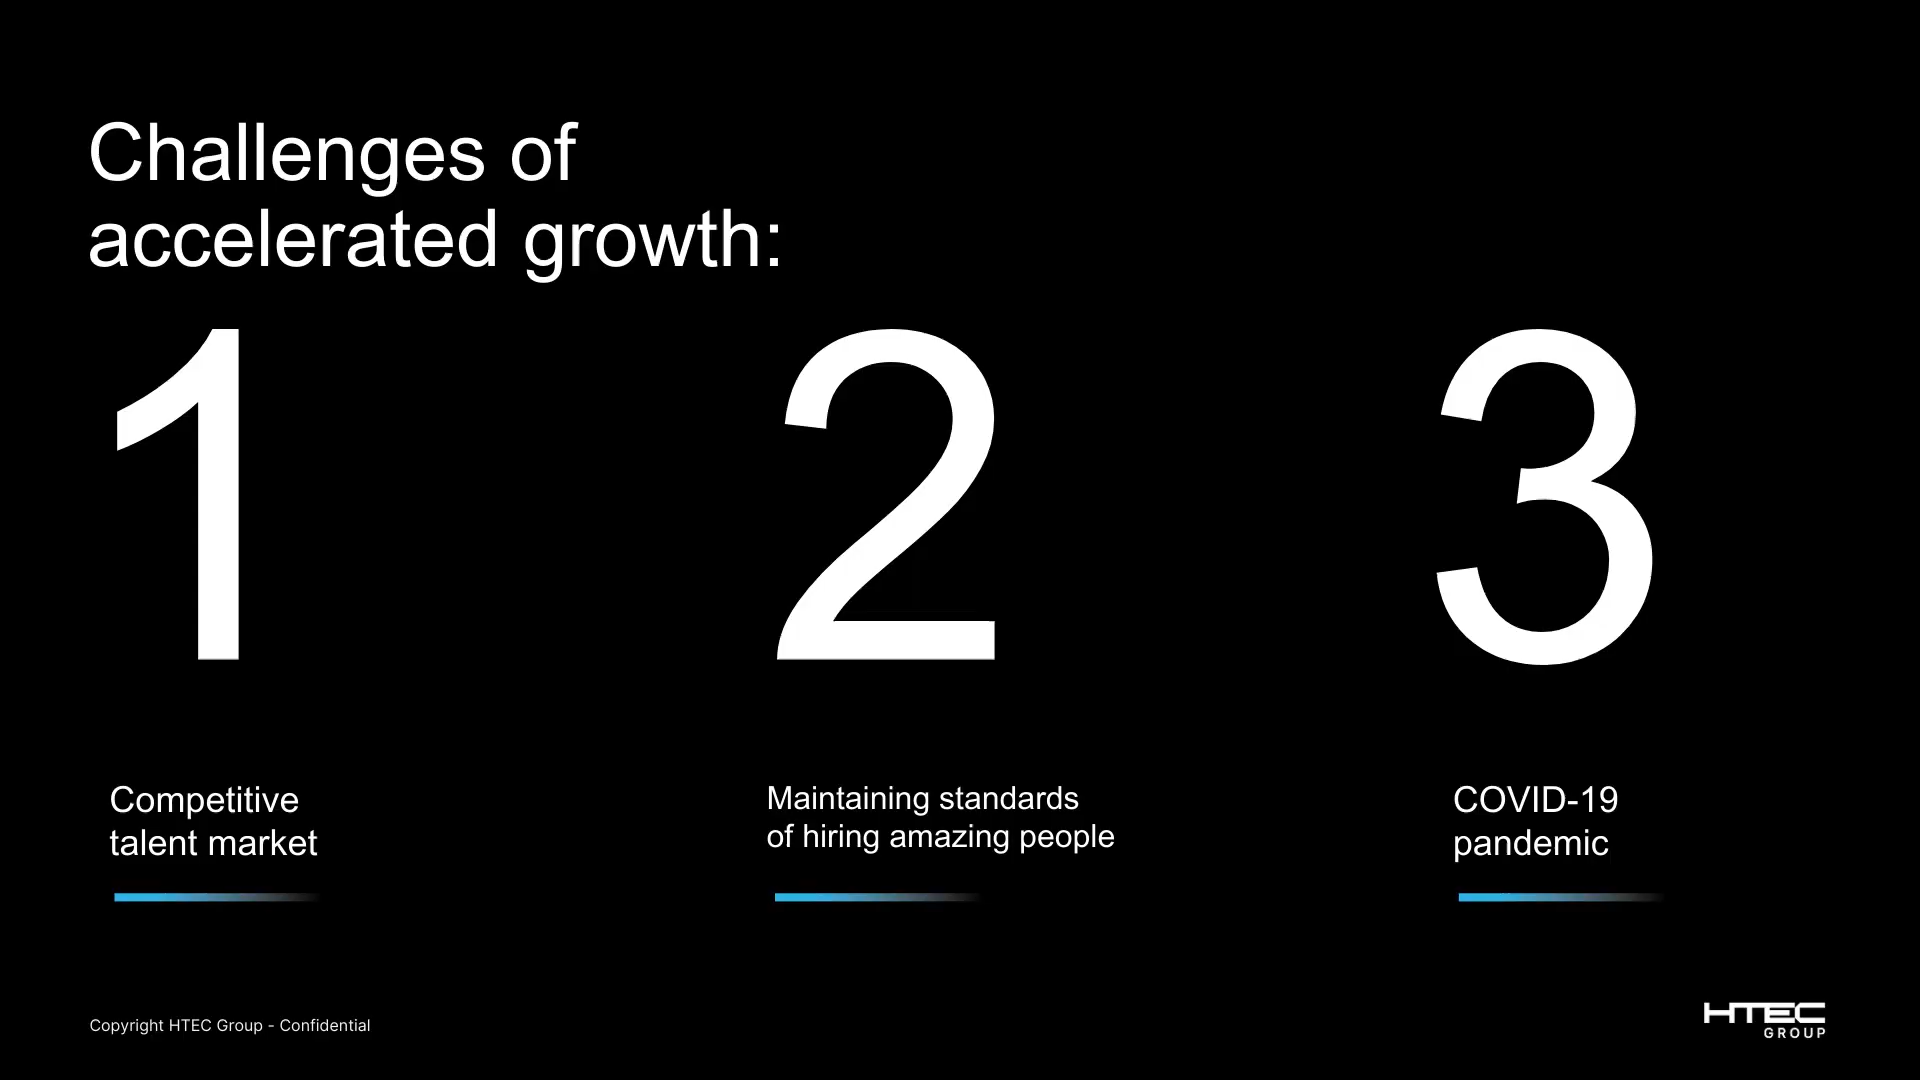 Challenges of
accelerated growth:
1
2
3
Competitive
talent market
Maintaining standards
of hiring amazing people
COVID-19
pandemic
Copyright HTEC Group - Confidential
HTEC
GROUP